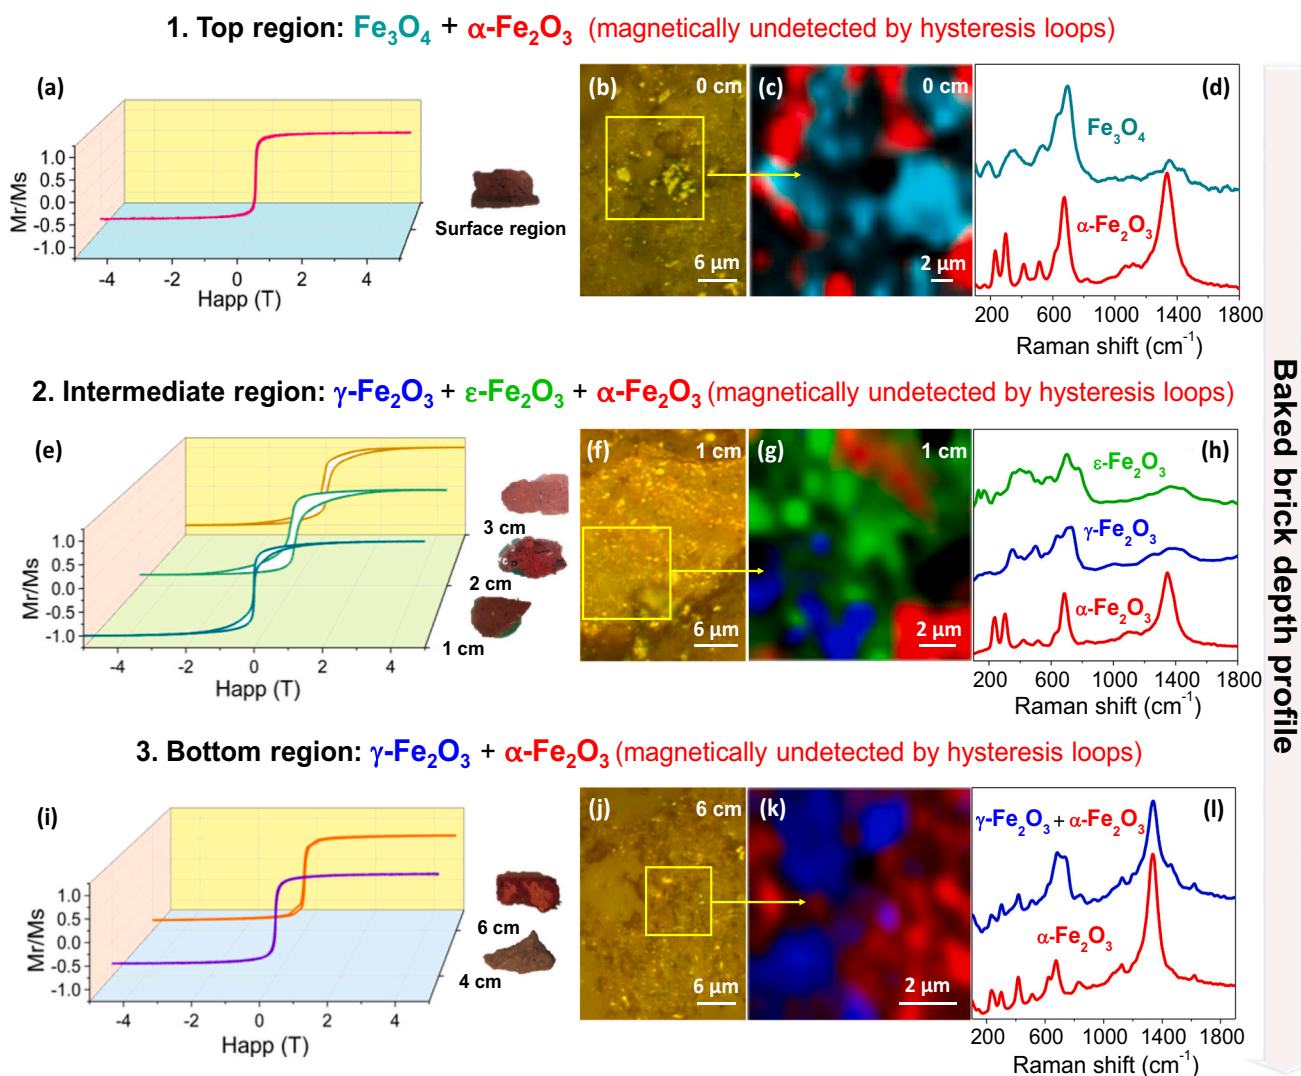 1. Top region: Fe₃O₄ + α-Fe₂O₃ (magnetically undetected by hysteresis loops)
(a)
1.0
0.5
0.0
-0.5
-1.0
Mr/Ms
-4 -2 0 2 4
Happ (T)
Surface region
(b) 0 cm
6 µm
(c) 0 cm
2 µm
(d)
Fe₃O₄
α-Fe₂O₃
200 600 1000 1400 1800
Raman shift (cm⁻¹)
2. Intermediate region: γ-Fe₂O₃ + ε-Fe₂O₃ + α-Fe₂O₃ (magnetically undetected by hysteresis loops)
(e)
1.0
0.5
0.0
-0.5
-1.0
Mr/Ms
-4 -2 0 2 4
Happ (T)
3 cm
2 cm
1 cm
(f) 1 cm
6 µm
(g) 1 cm
2 µm
(h)
ε-Fe₂O₃
γ-Fe₂O₃
α-Fe₂O₃
200 600 1000 1400 1800
Raman shift (cm⁻¹)
3. Bottom region: γ-Fe₂O₃ + α-Fe₂O₃ (magnetically undetected by hysteresis loops)
(i)
1.0
0.5
0.0
-0.5
-1.0
Mr/Ms
-4 -2 0 2 4
Happ (T)
6 cm
4 cm
(j) 6 cm
6 µm
(k)
2 µm
(l)
γ-Fe₂O₃ + α-Fe₂O₃
α-Fe₂O₃
200 600 1000 1400 1800
Raman shift (cm⁻¹)
Baked brick depth profile